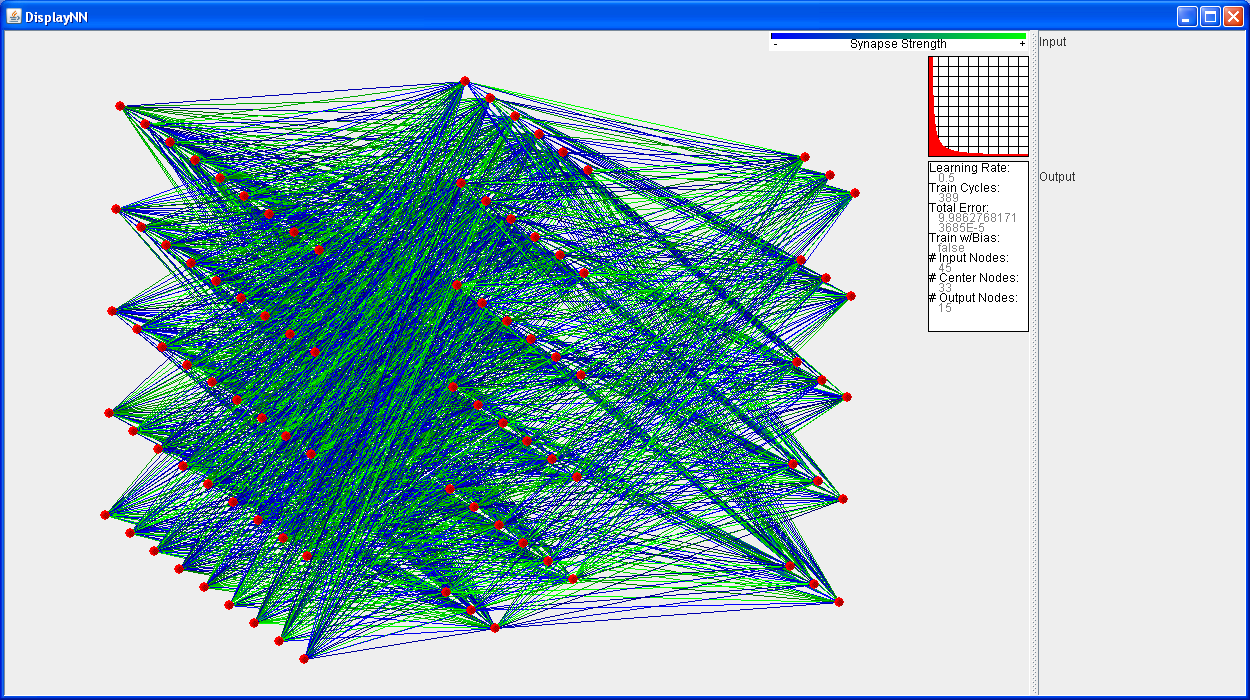 DisplayNN
- Synapse Strength +
Input
Learning Rate:
0.5
Train Cycles:
389
Total Error:
9.9862768171
3685E-5
Train w/Bias:
false
# Input Nodes:
45
# Center Nodes:
33
# Output Nodes:
15
Output